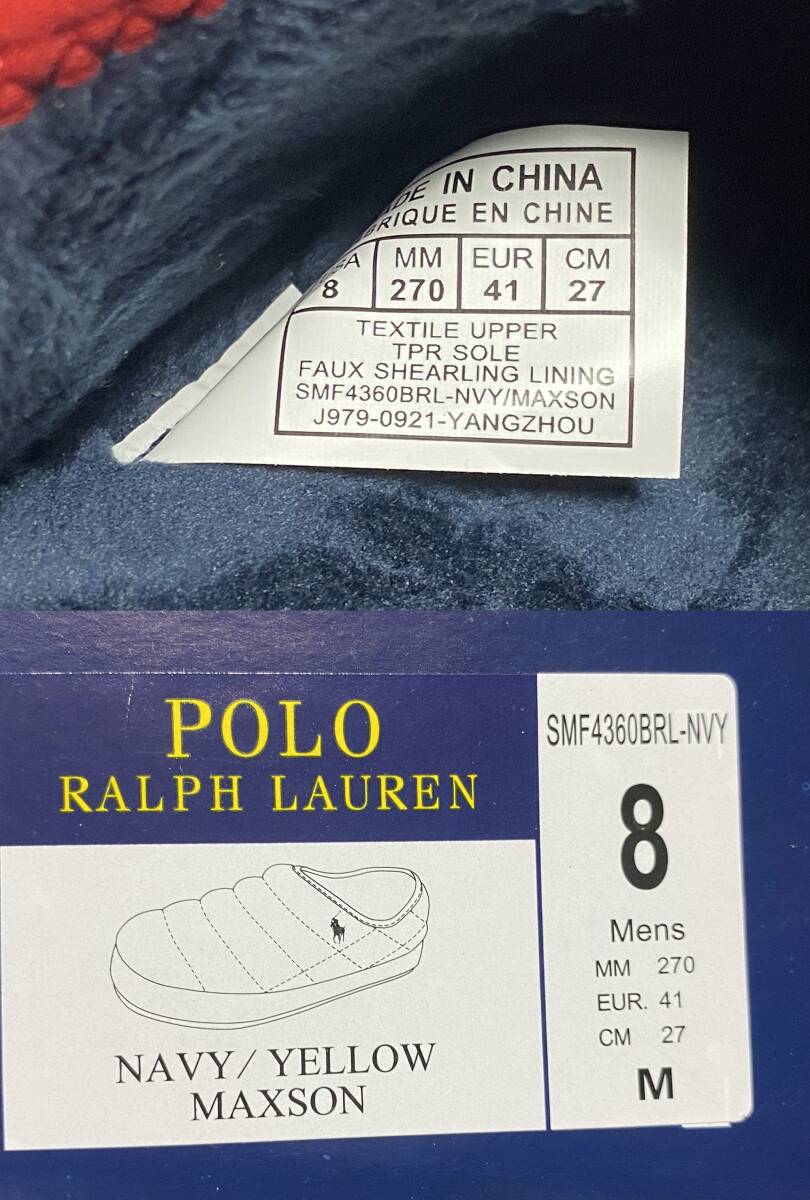 IN CHINA
EN CHINE
MM EUR CM
8 270 41 27
TEXTILE UPPER
TPR SOLE
FAUX SHEARLING LINING
SMF4360BRL-NVY/MAXSON
J979-0921-YANGZHOU
POLO
RALPH LAUREN
NAVY/ YELLOW
MAXSON
SMF4360BRL-NVY
8
Mens
MM 270
EUR. 41
CM 27
M